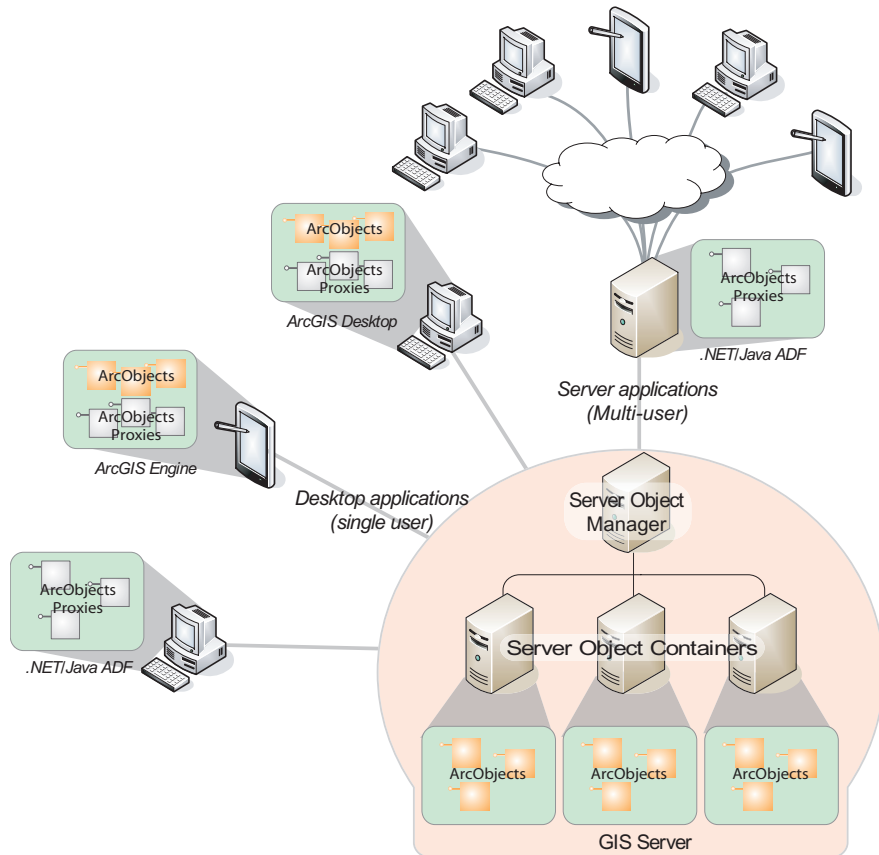 ArcObjects
ArcObjects
Proxies
ArcGIS Desktop
ArcObjects
Proxies
.NET/Java ADF
ArcObjects
ArcObjects
Proxies
ArcGIS Engine
Server applications
(Multi-user)
Desktop applications
(single user)
Server Object
Manager
ArcObjects
Proxies
.NET/Java ADF
Server Object Containers
ArcObjects
ArcObjects
ArcObjects
GIS Server